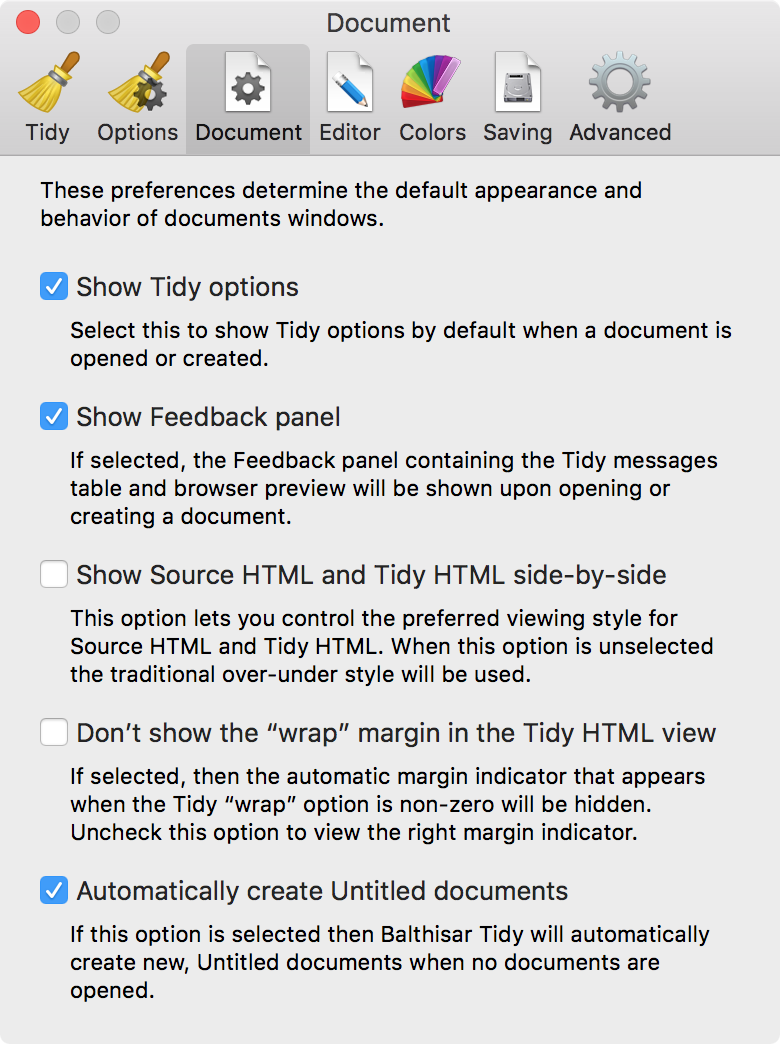 Document
Tidy Options Document Editor Colors Saving Advanced
These preferences determine the default appearance and
behavior of documents windows.
Show Tidy options
Select this to show Tidy options by default when a document is
opened or created.
Show Feedback panel
If selected, the Feedback panel containing the Tidy messages
table and browser preview will be shown upon opening or
creating a document.
Show Source HTML and Tidy HTML side-by-side
This option lets you control the preferred viewing style for
Source HTML and Tidy HTML. When this option is unselected
the traditional over-under style will be used.
Don’t show the “wrap” margin in the Tidy HTML view
If selected, then the automatic margin indicator that appears
when the Tidy “wrap” option is non-zero will be hidden.
Uncheck this option to view the right margin indicator.
Automatically create Untitled documents
If this option is selected then Balthisar Tidy will automatically
create new, Untitled documents when no documents are
opened.